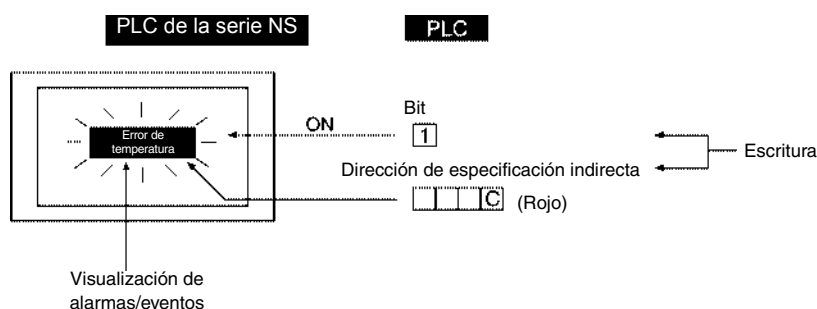 PLC de la serie NS
PLC
Error de
temperatura
ON
Bit
1
Escritura
Dirección de especificación indirecta
C (Rojo)
Visualización de
alarmas/eventos